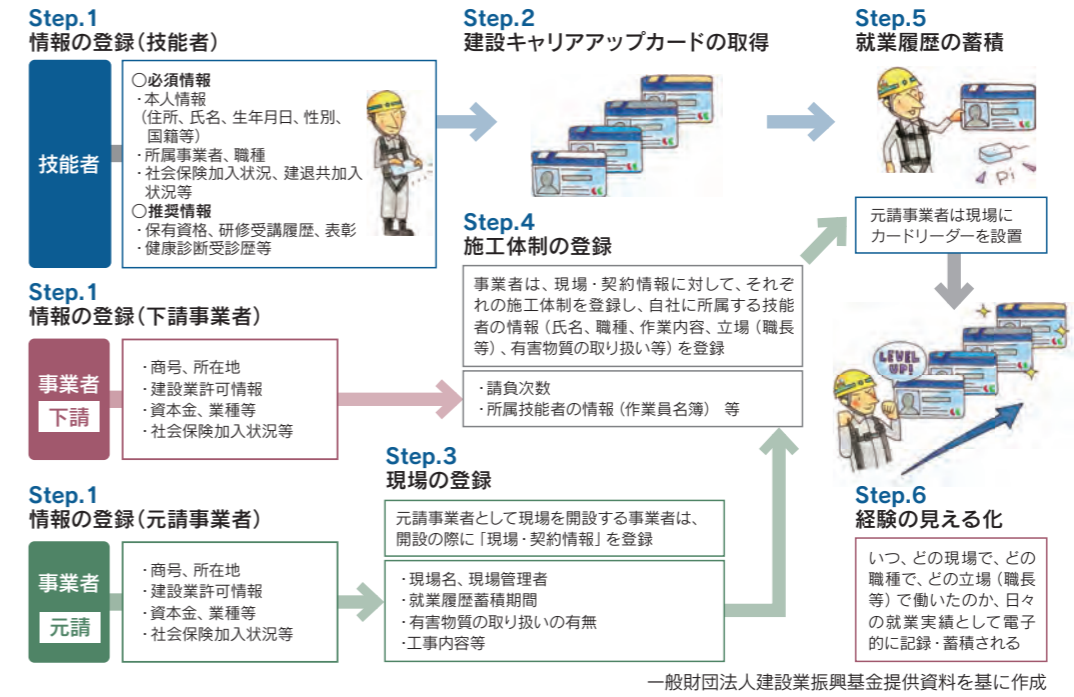 Step.1
情報の登録(技能者)
技能者
○必須情報
・本人情報
(住所、氏名、生年月日、性別、
国籍等)
・所属事業者、職種
・社会保険加入状況、建退共加入
状況等
○推奨情報
・保有資格、研修受講履歴、表彰
・健康診断受診歴等
Step.2
建設キャリアアップカードの取得
Step.5
就業履歴の蓄積
Pi
元請事業者は現場に
カードリーダーを設置
Step.1
情報の登録(下請事業者)
事業者
下請
・商号、所在地
・建設業許可情報
・資本金、業種等
・社会保険加入状況等
Step.4
施工体制の登録
事業者は、現場・契約情報に対して、それぞ
れの施工体制を登録し、自社に所属する技能
者の情報(氏名、職種、作業内容、立場(職長
等)、有害物質の取り扱い等)を登録
・請負次数
・所属技能者の情報(作業員名簿) 等
LEVEL
UP!
Step.1
情報の登録(元請事業者)
事業者
元請
・商号、所在地
・建設業許可情報
・資本金、業種等
・社会保険加入状況等
Step.3
現場の登録
元請事業者として現場を開設する事業者は、
開設の際に「現場・契約情報」を登録
・現場名、現場管理者
・就業履歴蓄積期間
・有害物質の取り扱いの有無
・工事内容等
Step.6
経験の見える化
いつ、どの現場で、どの
職種で、どの立場(職長
等)で働いたのか、日々
の就業実績として電子
的に記録・蓄積される
一般財団法人建設業振興基金提供資料を基に作成